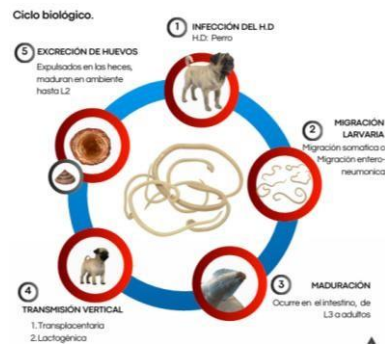 Ciclo biológico.
1 INFECCIÓN DEL H.D
H.D: Perro
2 MIGRACIÓN
LARVARIA
Migración somatica o
Migración entero-
neumonica
3 MADURACIÓN
Ocurre en el intestino, de
L3 a adultos
4
TRANSMISIÓN VERTICAL
1. Transplacentaria
2. Lactogénica
5 EXCRECIÓN DE HUEVOS
Expulsados en las heces,
maduran en ambiente
hasta L2